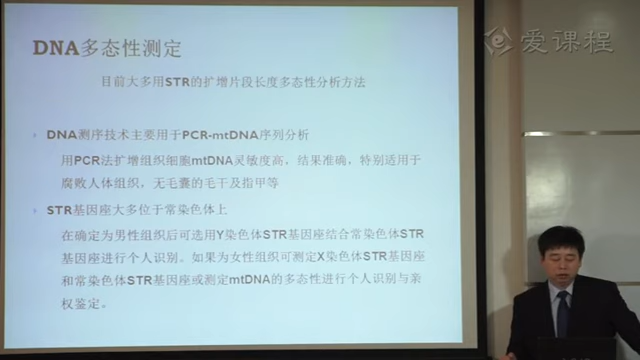 DNA多态性测定
爱课程
目前大多用STR的扩增片段长度多态性分析方法
DNA测序技术主要用于PCR-mtDNA序列分析
用PCR法扩增组织细胞mtDNA灵敏度高，结果准确，特别适用于
腐败人体组织，无毛囊的毛干及指甲等
STR基因座大多位于常染色体上
在确定为男性组织后可选用Y染色体STR基因座结合常染色体STR
基因座进行个人识别。如果为女性组织可测定X染色体STR基因座
和常染色体STR基因座或测定mtDNA的多态性进行个人识别与亲
权鉴定。